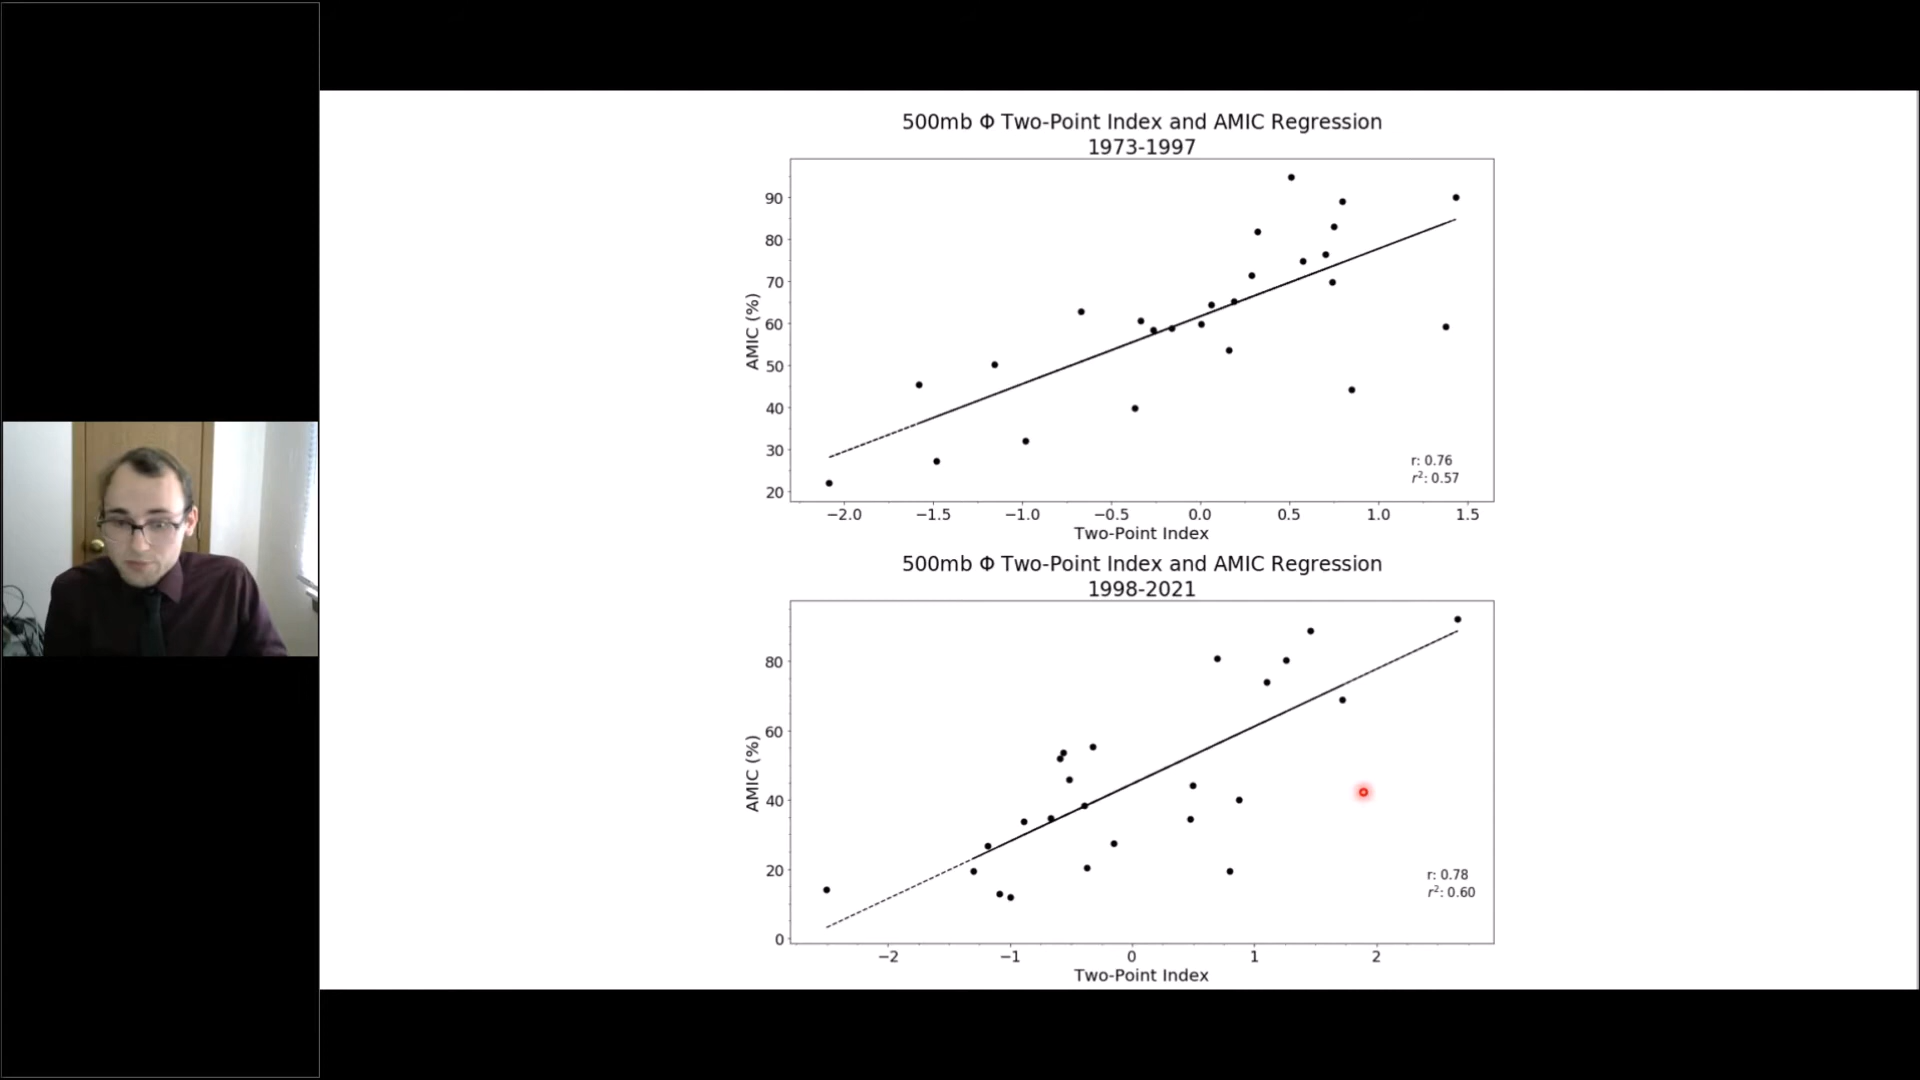 500mb Φ Two-Point Index and AMIC Regression
1973-1997
AMIC (%)
90
80
70
60
50
40
30
20
r: 0.76
r²: 0.57
−2.0 −1.5 −1.0 −0.5 0.0 0.5 1.0 1.5
Two-Point Index
500mb Φ Two-Point Index and AMIC Regression
1998-2021
AMIC (%)
80
60
40
20
0
r: 0.78
r²: 0.60
−2 −1 0 1 2
Two-Point Index